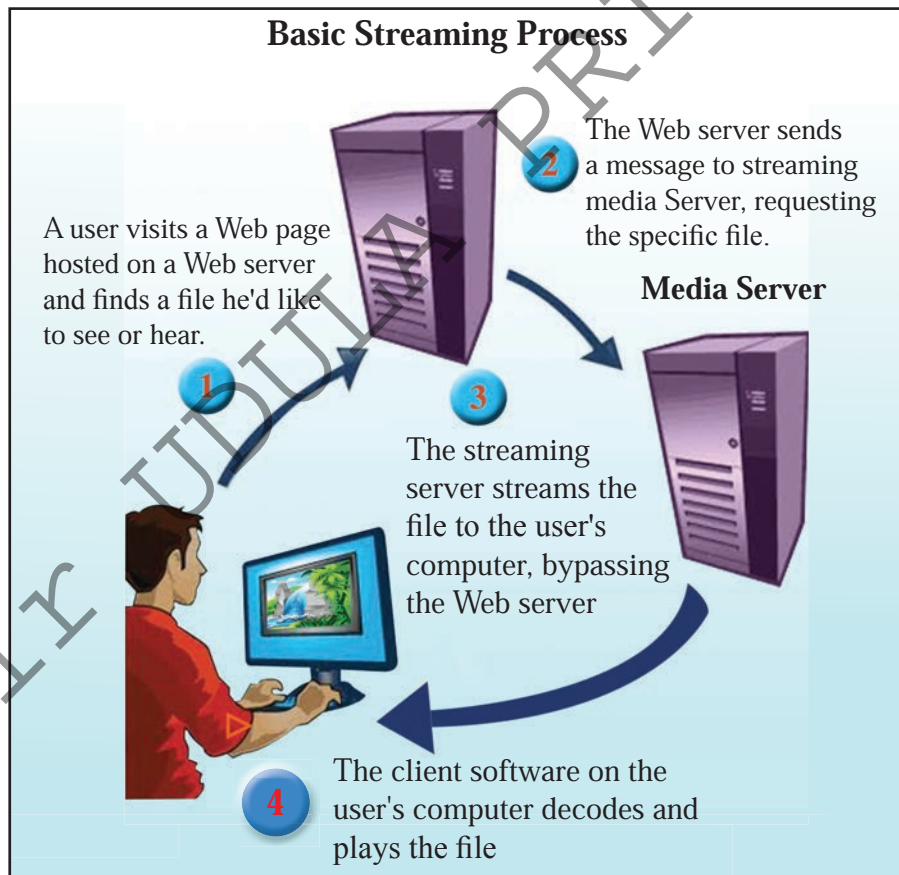 Basic Streaming Process
A user visits a Web page
hosted on a Web server
and finds a file he'd like
to see or hear.
1
2
The Web server sends
a message to streaming
media Server, requesting
the specific file.
Media Server
3
The streaming
server streams the
file to the user's
computer, bypassing
the Web server
4
The client software on the
user's computer decodes and
plays the file
UDULA